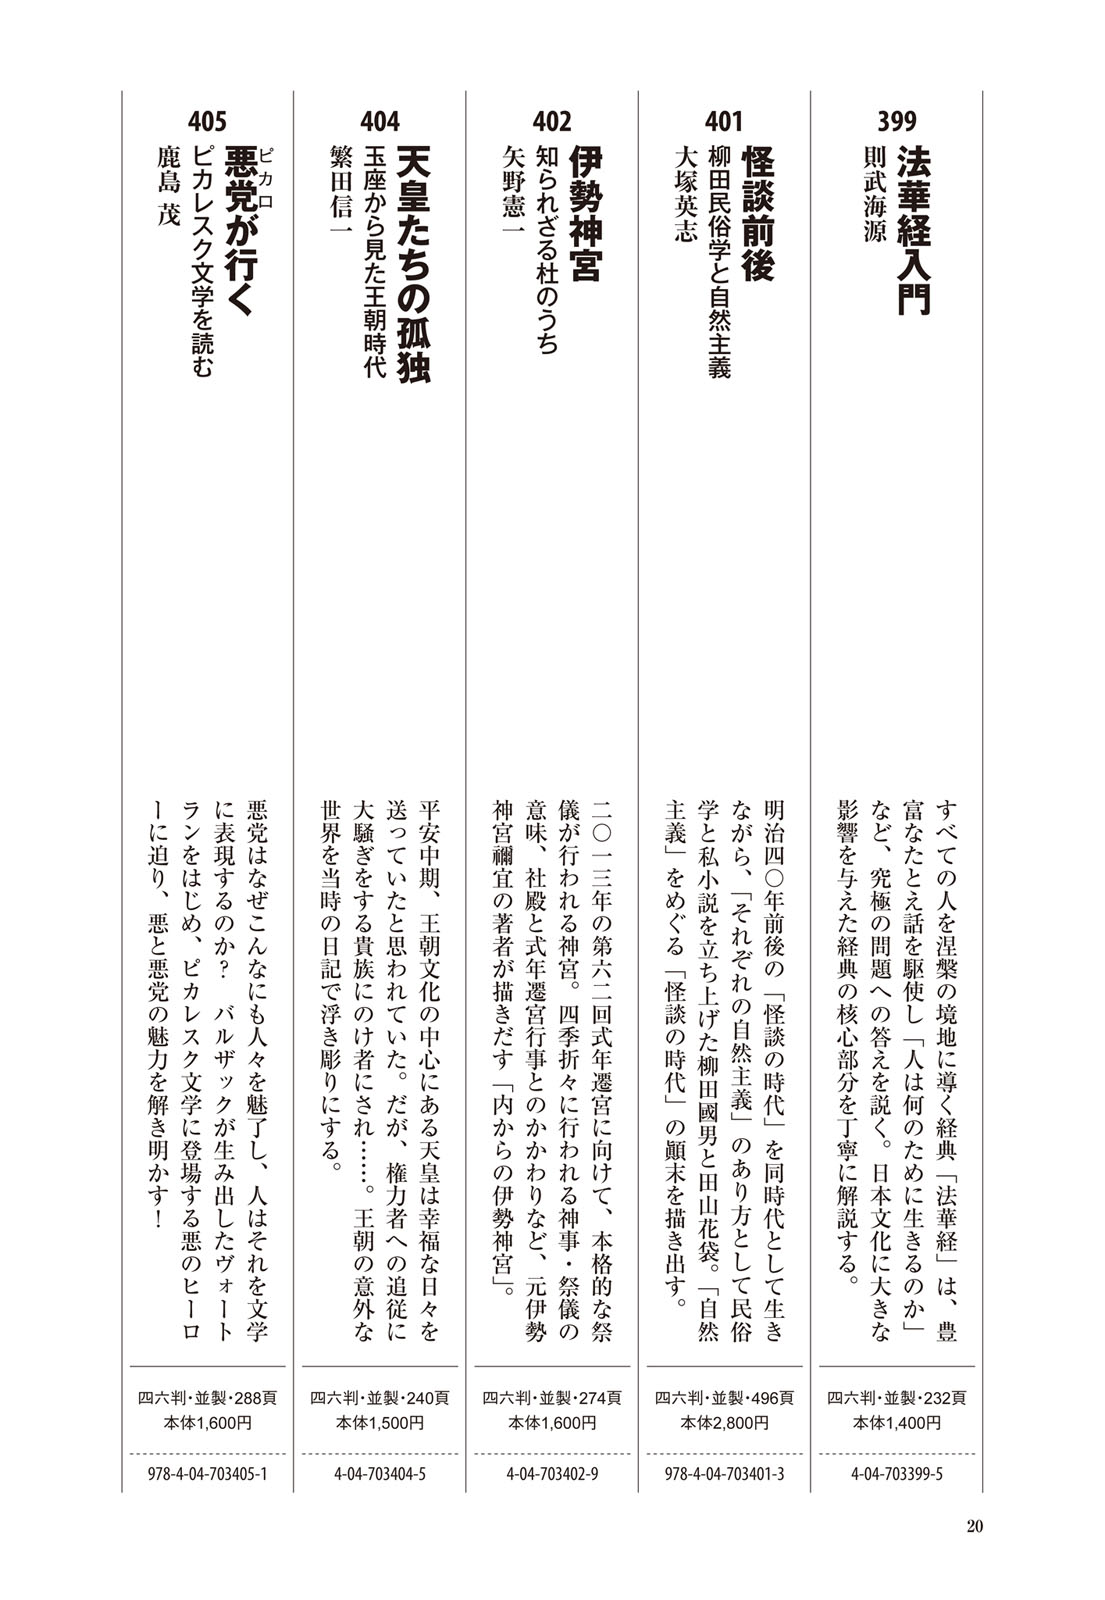 399
法華経入門
則武海源
すべての人を涅槃の境地に導く経典「法華経」は、豊
富なたとえ話を駆使し「人は何のために生きるのか」
など、究極の問題への答えを説く。日本文化に大きな
影響を与えた経典の核心部分を丁寧に解説する。
四六判・並製・232頁
本体1,400円
4-04-703399-5
401
怪談前後
柳田民俗学と自然主義
大塚英志
明治四〇年前後の「怪談の時代」を同時代として生き
ながら、「それぞれの自然主義」のあり方として民俗
学と私小説を立ち上げた柳田國男と田山花袋。「自然
主義」をめぐる「怪談の時代」の顚末を描き出す。
四六判・並製・496頁
本体2,800円
978-4-04-703401-3
402
伊勢神宮
知られざる杜のうち
矢野憲一
二〇一三年の第六二回式年遷宮に向けて、本格的な祭
儀が行われる神宮。四季折々に行われる神事・祭儀の
意味、社殿と式年遷宮行事とのかかわりなど、元伊勢
神宮禰宜の著者が描きだす「内からの伊勢神宮」。
四六判・並製・274頁
本体1,600円
4-04-703402-9
404
天皇たちの孤独
玉座から見た王朝時代
繁田信一
平安中期、王朝文化の中心にある天皇は幸福な日々を
送っていたと思われていた。だが、権力者への追従に
大騒ぎをする貴族にのけ者にされ……。王朝の意外な
世界を当時の日記で浮き彫りにする。
四六判・並製・240頁
本体1,500円
4-04-703404-5
405
悪党が行く
ピカロ
ピカレスク文学を読む
鹿島 茂
悪党はなぜこんなにも人々を魅了し、人はそれを文学
に表現するのか? バルザックが生み出したヴォート
ランをはじめ、ピカレスク文学に登場する悪のヒーロ
ーに迫り、悪と悪党の魅力を解き明かす!
四六判・並製・288頁
本体1,600円
978-4-04-703405-1
20